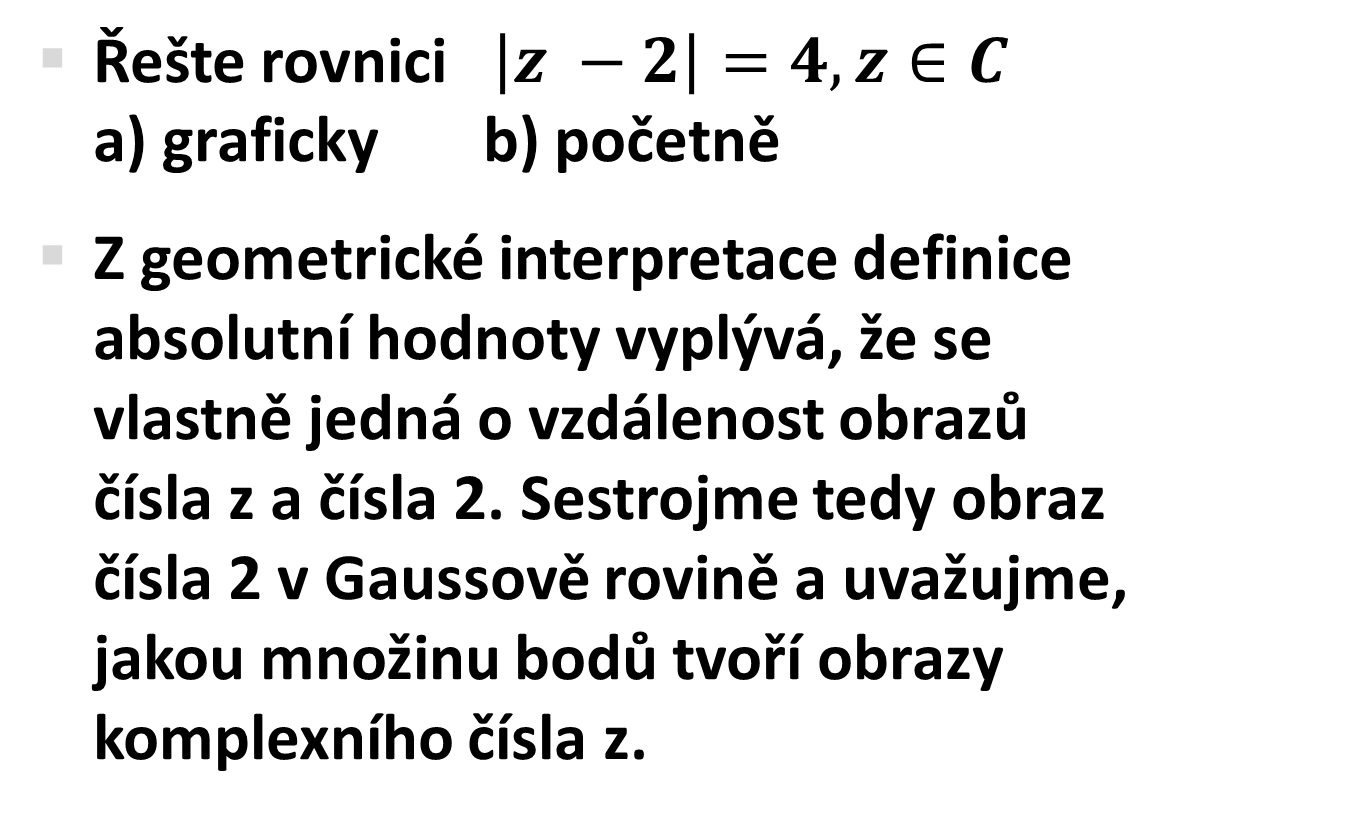 Řešte rovnici |z − 2| = 4, z ∈ C
a) graficky b) početně
Z geometrické interpretace definice
absolutní hodnoty vyplývá, že se
vlastně jedná o vzdálenost obrazů
čísla z a čísla 2. Sestrojme tedy obraz
čísla 2 v Gaussově rovině a uvažujme,
jakou množinu bodů tvoří obrazy
komplexního čísla z.